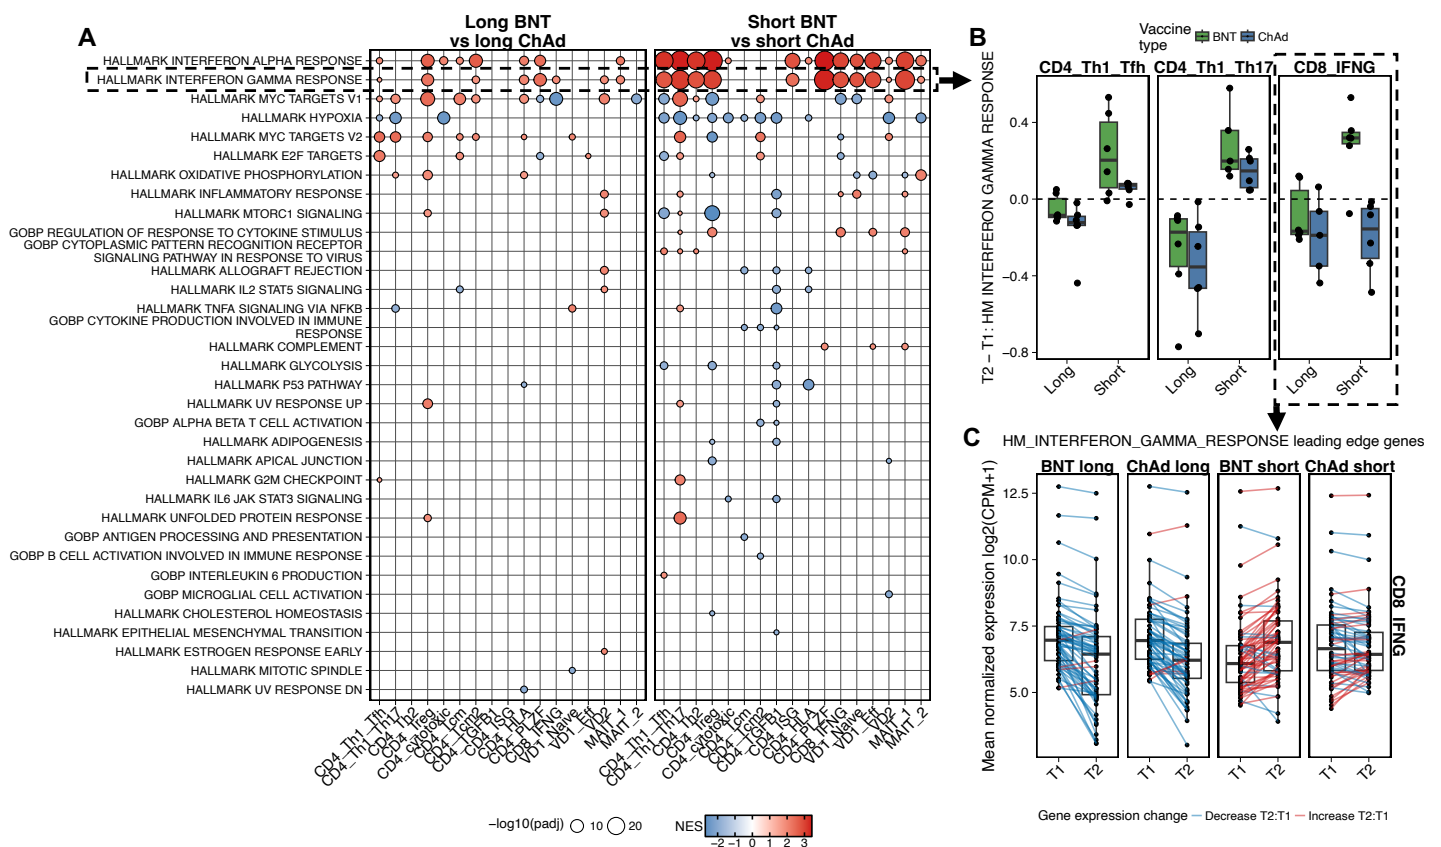 A
Long BNT
vs long ChAd
Short BNT
vs short ChAd
HALLMARK INTERFERON ALPHA RESPONSE
HALLMARK INTERFERON GAMMA RESPONSE
HALLMARK MYC TARGETS V1
HALLMARK HYPOXIA
HALLMARK MYC TARGETS V2
HALLMARK E2F TARGETS
HALLMARK OXIDATIVE PHOSPHORYLATION
HALLMARK INFLAMMATORY RESPONSE
HALLMARK MTORC1 SIGNALING
GOBP REGULATION OF RESPONSE TO CYTOKINE STIMULUS
GOBP CYTOPLASMIC PATTERN RECOGNITION RECEPTOR
SIGNALING PATHWAY IN RESPONSE TO VIRUS
HALLMARK ALLOGRAFT REJECTION
HALLMARK IL2 STAT5 SIGNALING
HALLMARK TNFA SIGNALING VIA NFKB
GOBP CYTOKINE PRODUCTION INVOLVED IN IMMUNE
RESPONSE
HALLMARK COMPLEMENT
HALLMARK GLYCOLYSIS
HALLMARK P53 PATHWAY
HALLMARK UV RESPONSE UP
GOBP ALPHA BETA T CELL ACTIVATION
HALLMARK ADIPOGENESIS
HALLMARK APICAL JUNCTION
HALLMARK G2M CHECKPOINT
HALLMARK IL6 JAK STAT3 SIGNALING
HALLMARK UNFOLDED PROTEIN RESPONSE
GOBP ANTIGEN PROCESSING AND PRESENTATION
GOBP B CELL ACTIVATION INVOLVED IN IMMUNE RESPONSE
GOBP INTERLEUKIN 6 PRODUCTION
GOBP MICROGLIAL CELL ACTIVATION
HALLMARK CHOLESTEROL HOMEOSTASIS
HALLMARK EPITHELIAL MESENCHYMAL TRANSITION
HALLMARK ESTROGEN RESPONSE EARLY
HALLMARK MITOTIC SPINDLE
HALLMARK UV RESPONSE DN
CD4_Th1_Tfh
CD4_Th1_Th17
CD4_Th2
CD4_Treg
CD4_cytotoxic
CD4_Tcm
CD4_Tcm2
CD4_TGFB1
CD4_ISG
CD4_HLA
CD4_PLZF
CD8_IFNG
VD1_Naive
VD1_Eff
VD2
MAIT_1
MAIT_2
CD4_Th1_Tfh
CD4_Th1_Th17
CD4_Th2
CD4_Treg
CD4_cytotoxic
CD4_Tcm
CD4_Tcm2
CD4_TGFB1
CD4_ISG
CD4_HLA
CD4_PLZF
CD8_IFNG
VD1_Naive
VD1_Eff
VD2
MAIT_1
MAIT_2
−log10(padj) 10 20
NES
−2 −1 0 1 2 3
B
Vaccine
type
BNT ChAd
CD4_Th1_Tfh CD4_Th1_Th17 CD8_IFNG
T2 − T1: HM INTERFERON GAMMA RESPONSE
0.4
0.0
−0.4
−0.8
Long Short Long Short Long Short
C
HM_INTERFERON_GAMMA_RESPONSE leading edge genes
BNT long ChAd long BNT short ChAd short
Mean normalized expression log2(CPM+1)
12.5
10.0
7.5
5.0
CD8 IFNG
T1 T2 T1 T2 T1 T2 T1 T2
Gene expression change Decrease T2:T1 Increase T2:T1